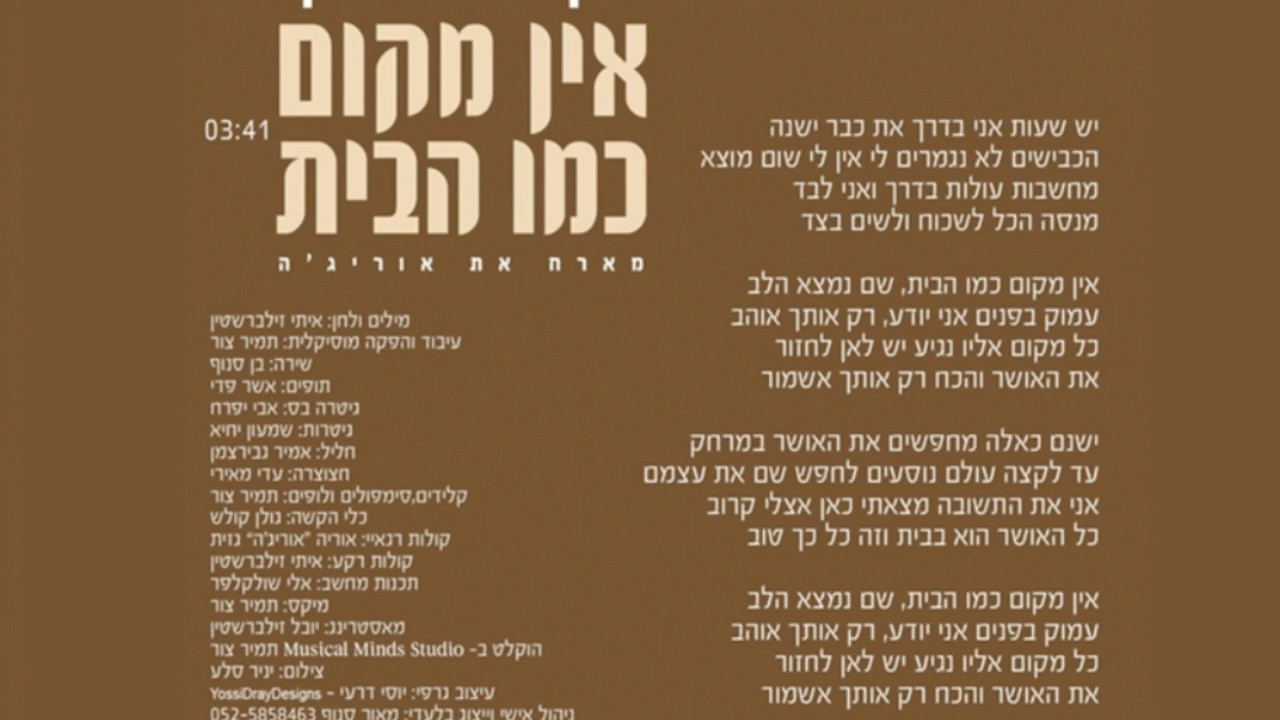 אין מקום
כמו הבית
03:41
מארח את אוריג'ה
מילים ולחן: איתי זילברשטין
עיבוד והפקה מוסיקלית: תמיר צור
שירה: בן סנוף
תופים: אשר פדי
גיטרה בס: אבי יפרח
גיטרות: שמעון יחיא
חליל: אמיר גבירצמן
חצוצרה: עדי מאירי
קלידים,סימפולים ולופים: תמיר צור
כלי הקשה: גולן קולש
קולות רגאיי: אוריה "אוריג'ה" גזית
קולות רקע: איתי זילברשטין
תכנות מחשב: אלי שולקלפר
מיקס: תמיר צור
מאסטרינג: יובל זילברשטין
הוקלט ב- Musical Minds Studio תמיר צור
צילום: יניר סלע
עיצוב גרפי: יוסי דרעי - YossiDrayDesigns
ניהול אישי וייצוג בלעדי: מאור סנוף 052-5858463
יש שעות אני בדרך את כבר ישנה
הכבישים לא נגמרים לי אין לי שום מוצא
מחשבות עולות בדרך ואני לבד
מנסה הכל לשכוח ולשים בצד
אין מקום כמו הבית, שם נמצא הלב
עמוק בפנים אני יודע, רק אותך אוהב
כל מקום אליו נגיע יש לאן לחזור
את האושר והכח רק אותך אשמור
ישנם כאלה מחפשים את האושר במרחק
עד לקצה עולם נוסעים לחפש שם את עצמם
אני את התשובה מצאתי כאן אצלי קרוב
כל האושר הוא בבית וזה כל כך טוב
אין מקום כמו הבית, שם נמצא הלב
עמוק בפנים אני יודע, רק אותך אוהב
כל מקום אליו נגיע יש לאן לחזור
את האושר והכח רק אותך אשמור